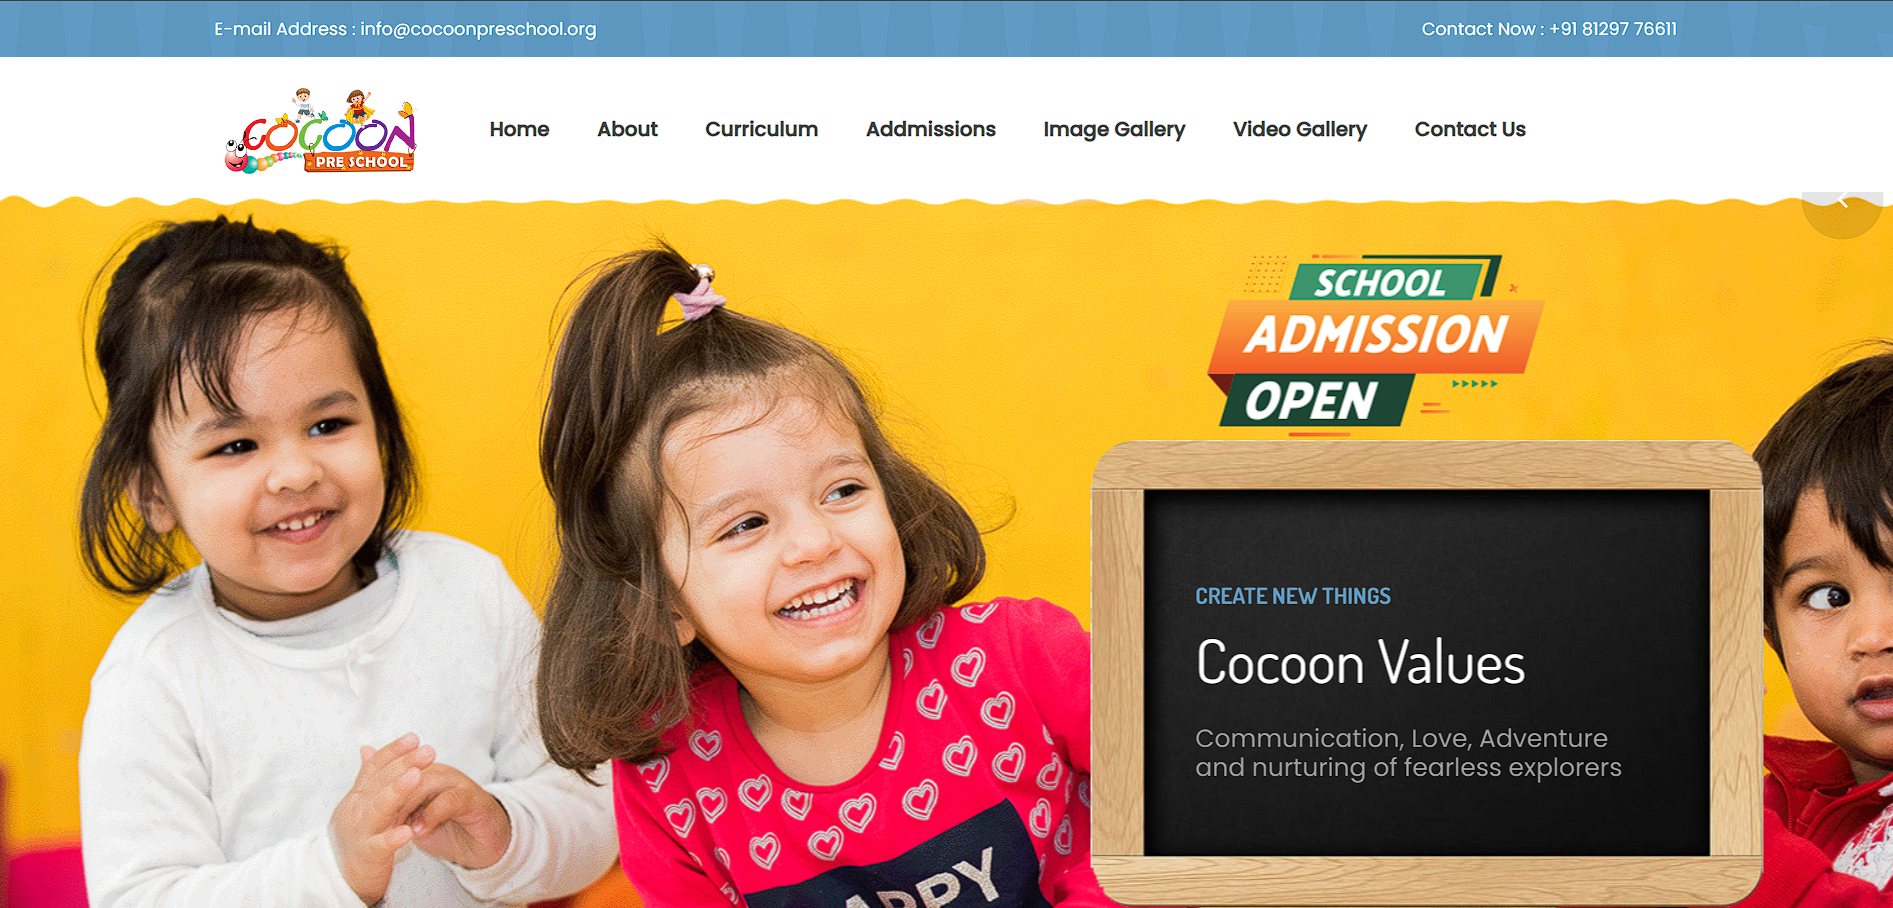 E-mail Address : info@cocoonpreschool.org
Contact Now : +91 81297 76611
COCOON
PRE SCHOOL
Home
About
Curriculum
Addmissions
Image Gallery
Video Gallery
Contact Us
SCHOOL
ADMISSION
OPEN
CREATE NEW THINGS
Cocoon Values
Communication, Love, Adventure
and nurturing of fearless explorers